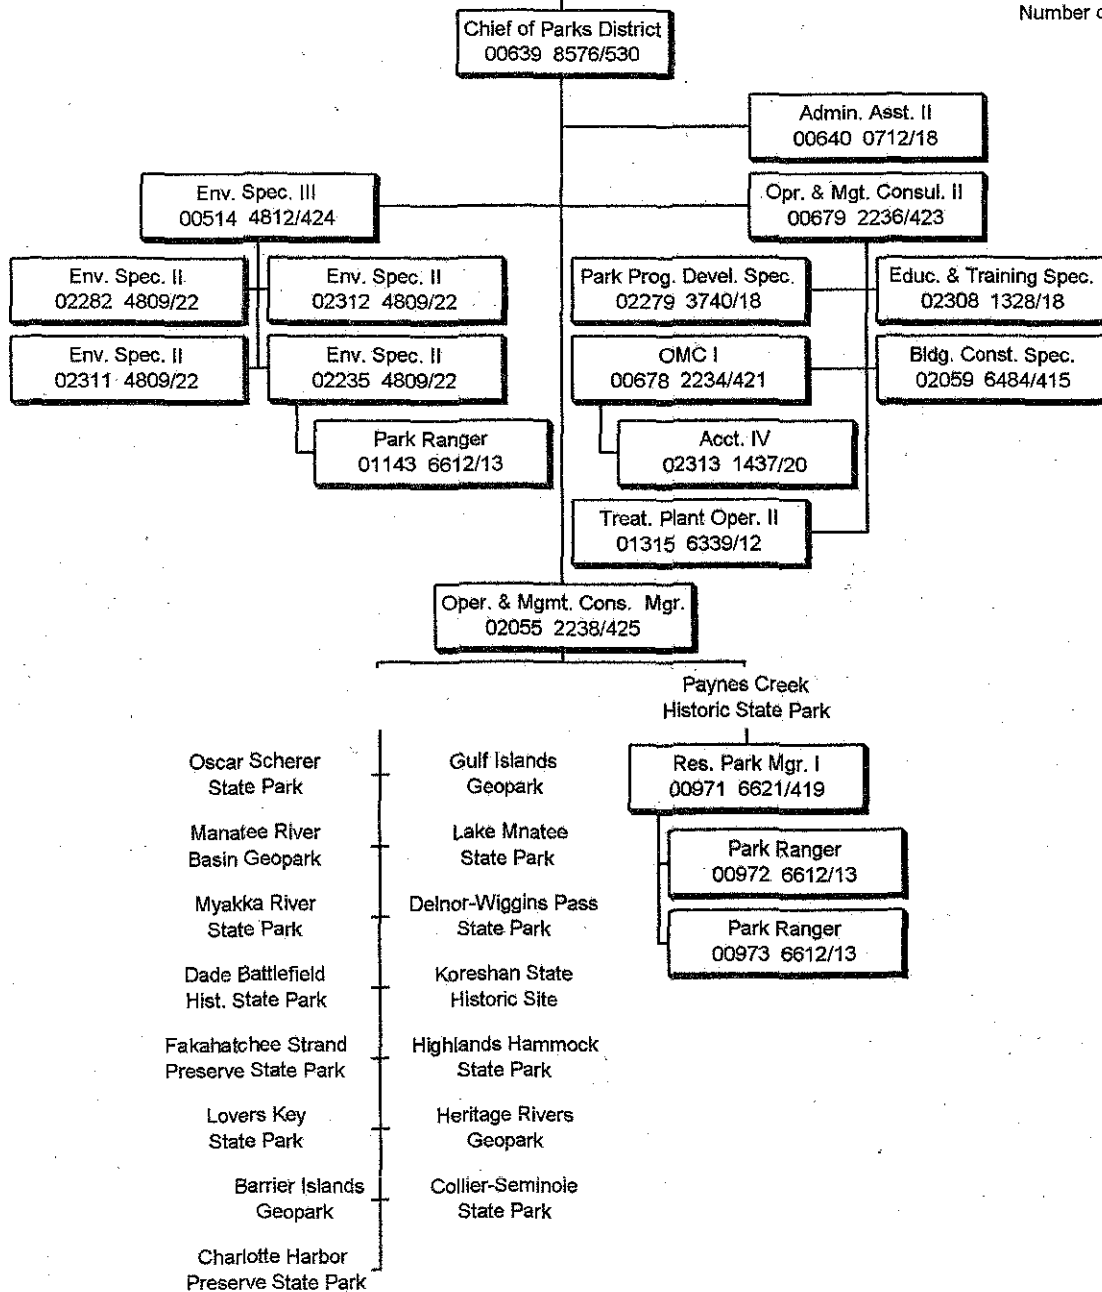 Number
Chief of Parks District
00639 8576/530
Admin. Asst. II
00640 0712/18
Env. Spec. III
00514 4812/424
Opr. & Mgt. Consul. II
00679 2236/423
Env. Spec. II
02282 4809/22
Env. Spec. II
02312 4809/22
Park Prog. Devel. Spec.
02279 3740/18
Educ. & Training Spec.
02308 1328/18
Env. Spec. II
02311 4809/22
Env. Spec. II
02235 4809/22
OMC I
00678 2234/421
Bldg. Const. Spec.
02059 6484/415
Park Ranger
01143 6612/13
Acct. IV
02313 1437/20
Treat. Plant Oper. II
01315 6339/12
Oper. & Mgmt. Cons. Mgr.
02055 2238/425
Paynes Creek
Historic State Park
Res. Park Mgr. I
00971 6621/419
Park Ranger
00972 6612/13
Park Ranger
00973 6612/13
Oscar Scherer
State Park
Gulf Islands
Geopark
Manatee River
Basin Geopark
Lake Mnatee
State Park
Myakka River
State Park
Delnor-Wiggins Pass
State Park
Dade Battlefield
Hist. State Park
Koreshan State
Historic Site
Fakahatchee Strand
Preserve State Park
Highlands Hammock
State Park
Lovers Key
State Park
Heritage Rivers
Geopark
Barrier Islands
Geopark
Collier-Seminole
State Park
Charlotte Harbor
Preserve State Park